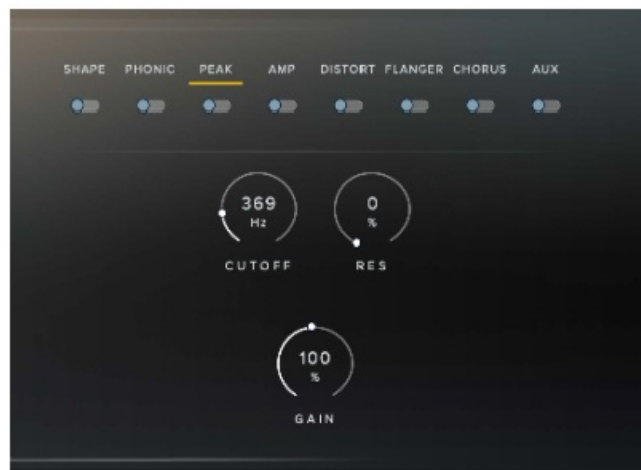 SHAPE PHONIC PEAK AMP DISTORT FLANGER CHORUS AUX
369 0
Hz %
CUTOFF RES
100
%
GAIN